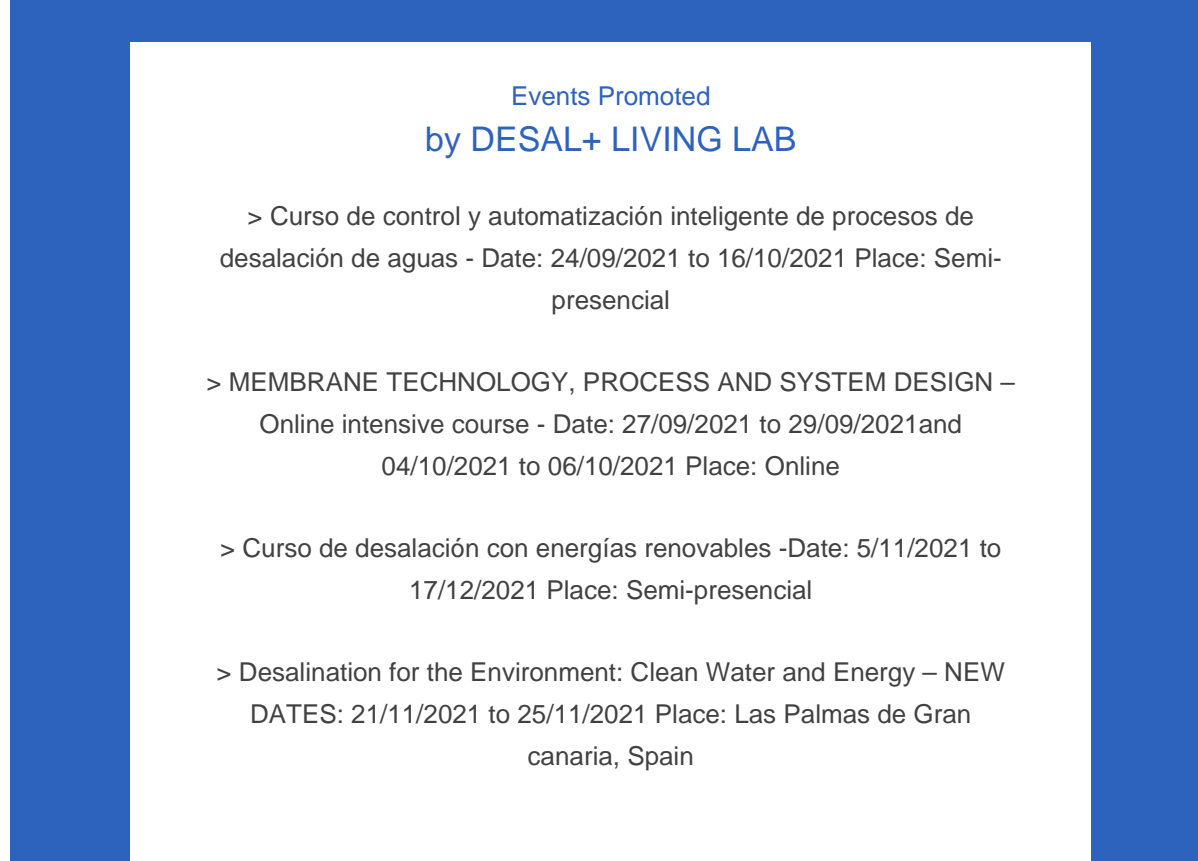 Events Promoted
by DESAL+ LIVING LAB
> Curso de control y automatización inteligente de procesos de
desalación de aguas - Date: 24/09/2021 to 16/10/2021 Place: Semi-
presencial
> MEMBRANE TECHNOLOGY, PROCESS AND SYSTEM DESIGN –
Online intensive course - Date: 27/09/2021 to 29/09/2021and
04/10/2021 to 06/10/2021 Place: Online
> Curso de desalación con energías renovables -Date: 5/11/2021 to
17/12/2021 Place: Semi-presencial
> Desalination for the Environment: Clean Water and Energy – NEW
DATES: 21/11/2021 to 25/11/2021 Place: Las Palmas de Gran
canaria, Spain